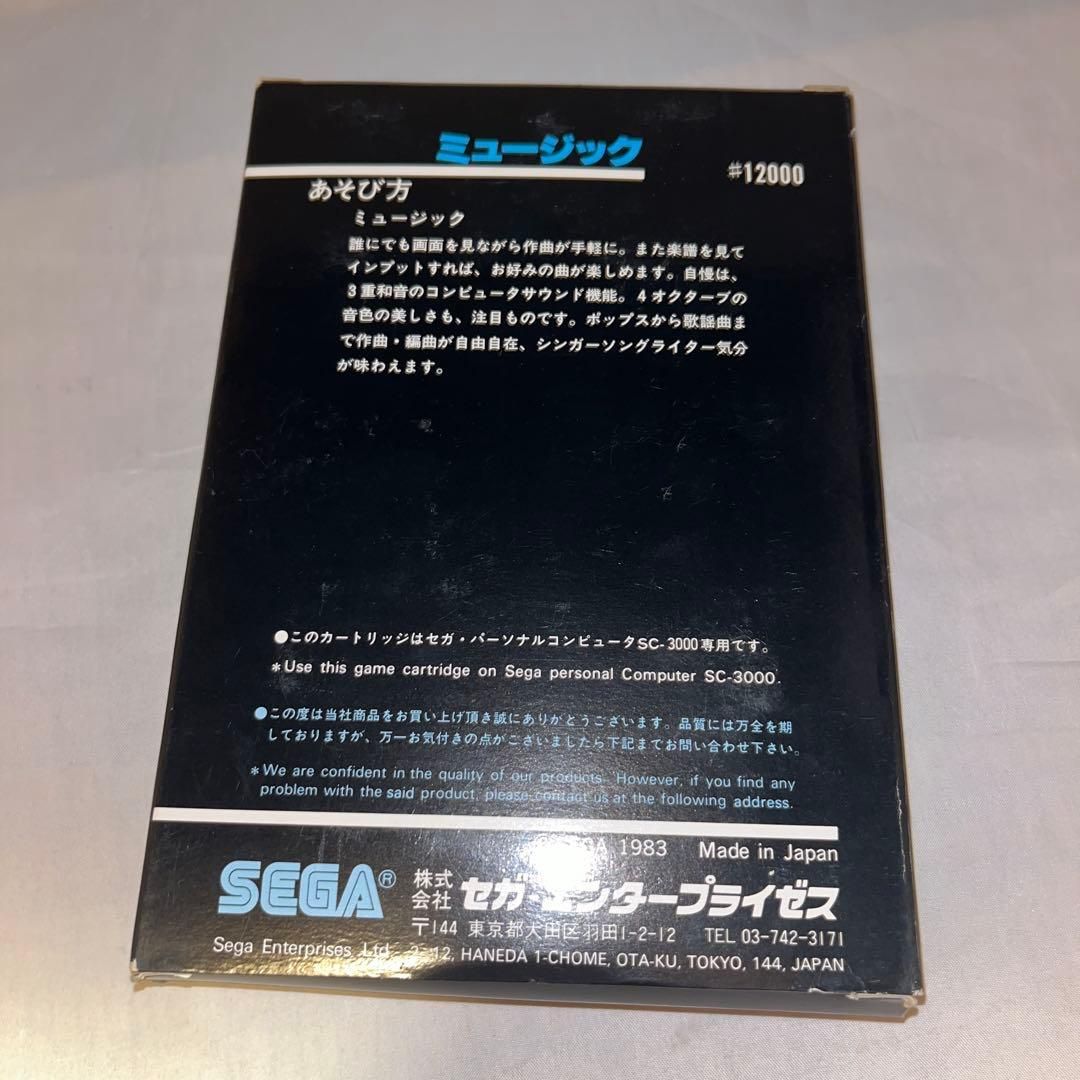 ミュージック
#12000
あそび方
ミュージック
誰にでも画面を見ながら作曲が手軽に。また楽譜を見て
インプットすれば、お好みの曲が楽しめます。自慢は、
3重和音のコンピュータサウンド機能。4オクターブの
音色の美しさも、注目ものです。ポップスから歌謡曲ま
で作曲・編曲が自由自在、シンガーソングライター気分
が味わえます。
●このカートリッジはセガ・パーソナルコンピュータSC-3000専用です。
*Use this game cartridge on Sega personal Computer SC-3000.
●この度は当社商品をお買い上げ頂き誠にありがとうございます。品質には万全を期
しておりますが、万一お気付きの点がございましたら下記までお問い合わせ下さい。
*We are confident in the quality of our products. However, if you find any
problem with the said product, please contact us at the following address.
1983 Made in Japan
SEGA® 株式会社 セガ・エンタープライゼス
〒144 東京都大田区羽田1-2-12 TEL 03-742-3171
Sega Enterprises Ltd. 2-12, HANEDA 1-CHOME, OTA-KU, TOKYO, 144, JAPAN